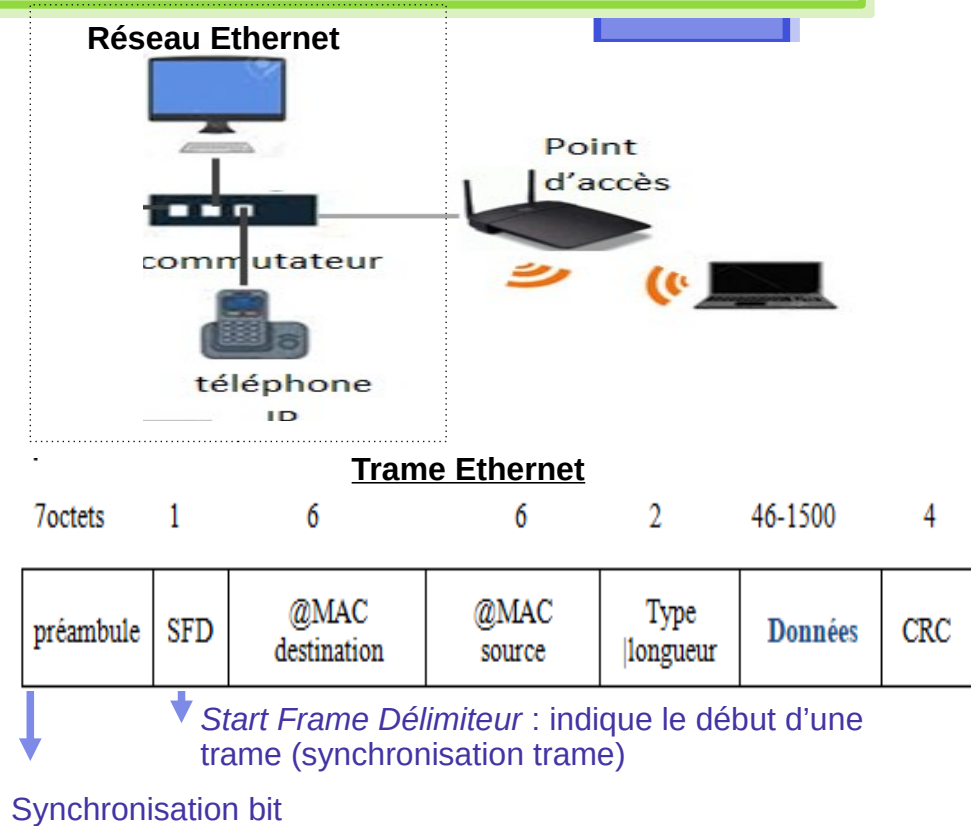 Réseau Ethernet
Point
d'accès
commutateur
téléphone
IP
Trame Ethernet
7octets 1 6 6 2 46-1500 4
préambule SFD @MAC destination @MAC source Type |longueur Données CRC
Start Frame Délimiteur : indique le début d'une
trame (synchronisation trame)
Synchronisation bit